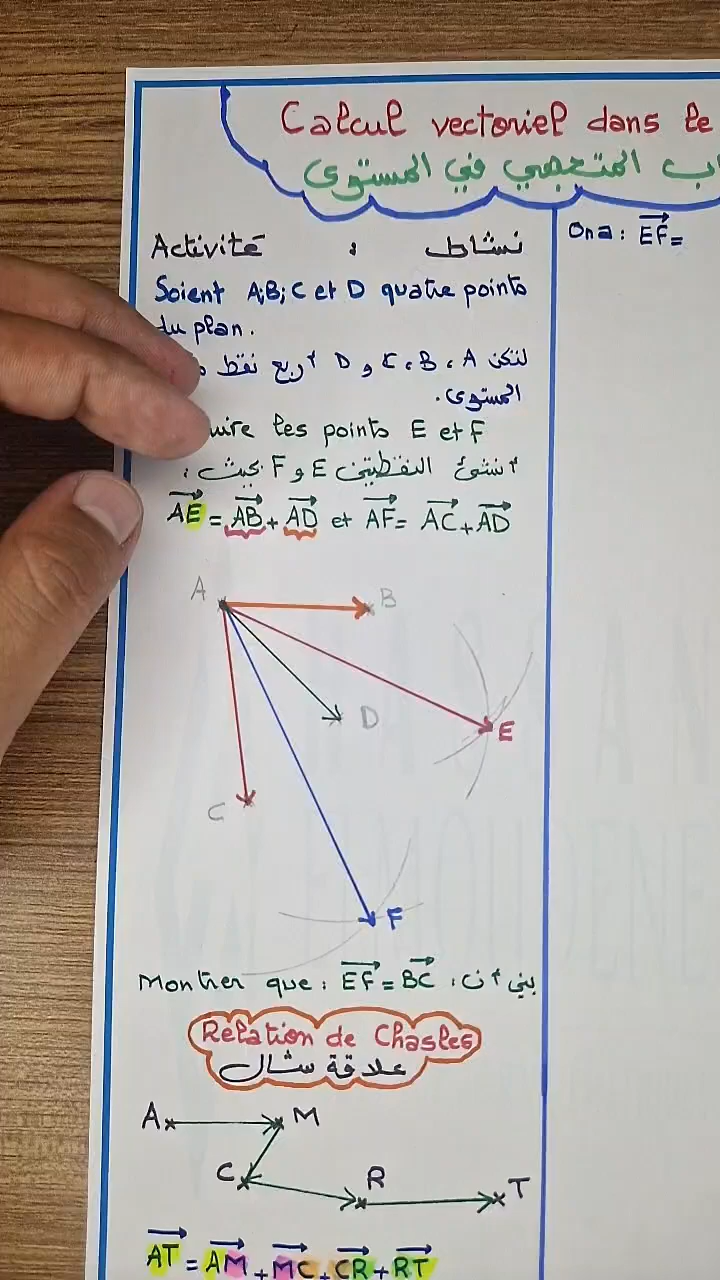 Calcul vectoriel dans le
المتجهي في المستوى
Activité : نشاط
Soient A; B; C et D quatre points
du plan.
لتكن A ، B ، C و D أربع نقط
المستوى.
les points E et F
أنشئ النقطتين E و F بحيث :
AE = AB + AD et AF = AC + AD
A
B
D
E
C
F
Montrer que : EF = BC : بين أن
Relation de Chasles
علاقة شال
A
M
C
R
T
AT = AM + MC + CR + RT
On a : EF =